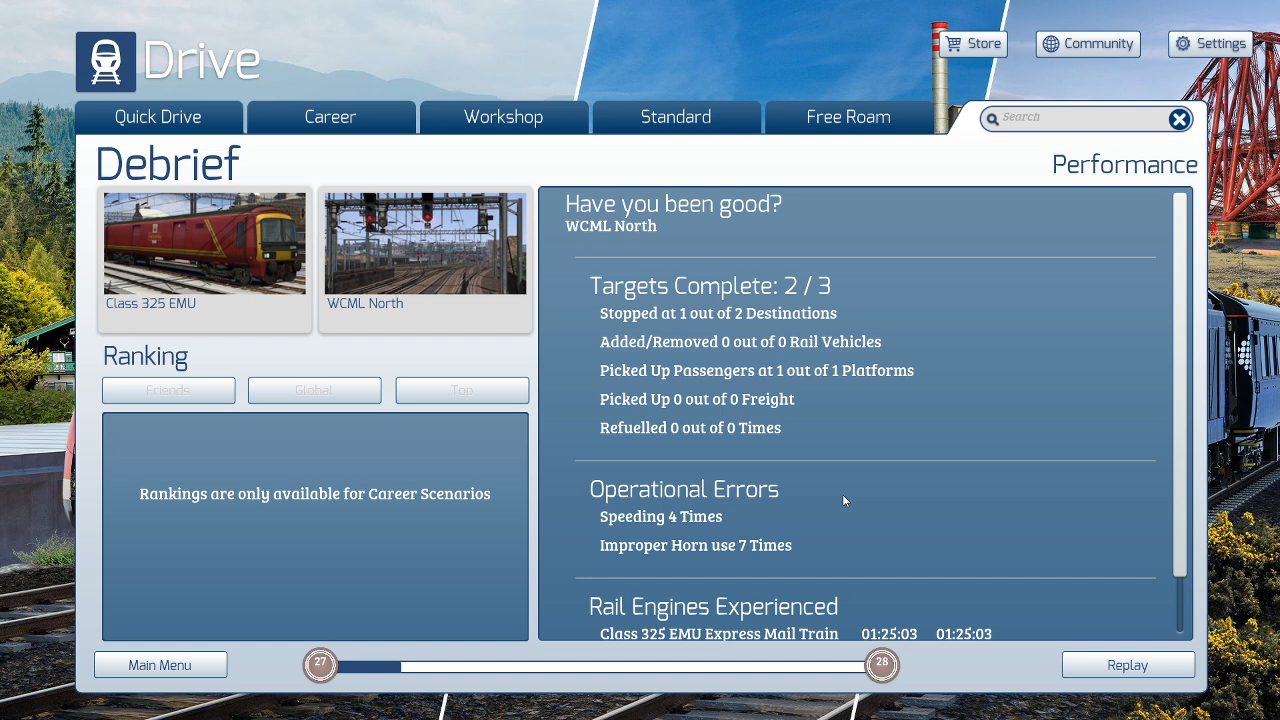 Drive
Store
Community
Settings
Quick Drive
Career
Workshop
Standard
Free Roam
Search
Debrief
Performance
Class 325 EMU
WCML North
Ranking
Friends
Global
Top
Rankings are only available for Career Scenarios
Have you been good?
WCML North
Targets Complete: 2 / 3
Stopped at 1 out of 2 Destinations
Added/Removed 0 out of 0 Rail Vehicles
Picked Up Passengers at 1 out of 1 Platforms
Picked Up 0 out of 0 Freight
Refuelled 0 out of 0 Times
Operational Errors
Speeding 4 Times
Improper Horn use 7 Times
Rail Engines Experienced
Class 325 EMU Express Mail Train 01:25:03 01:25:03
Main Menu
27
28
Replay